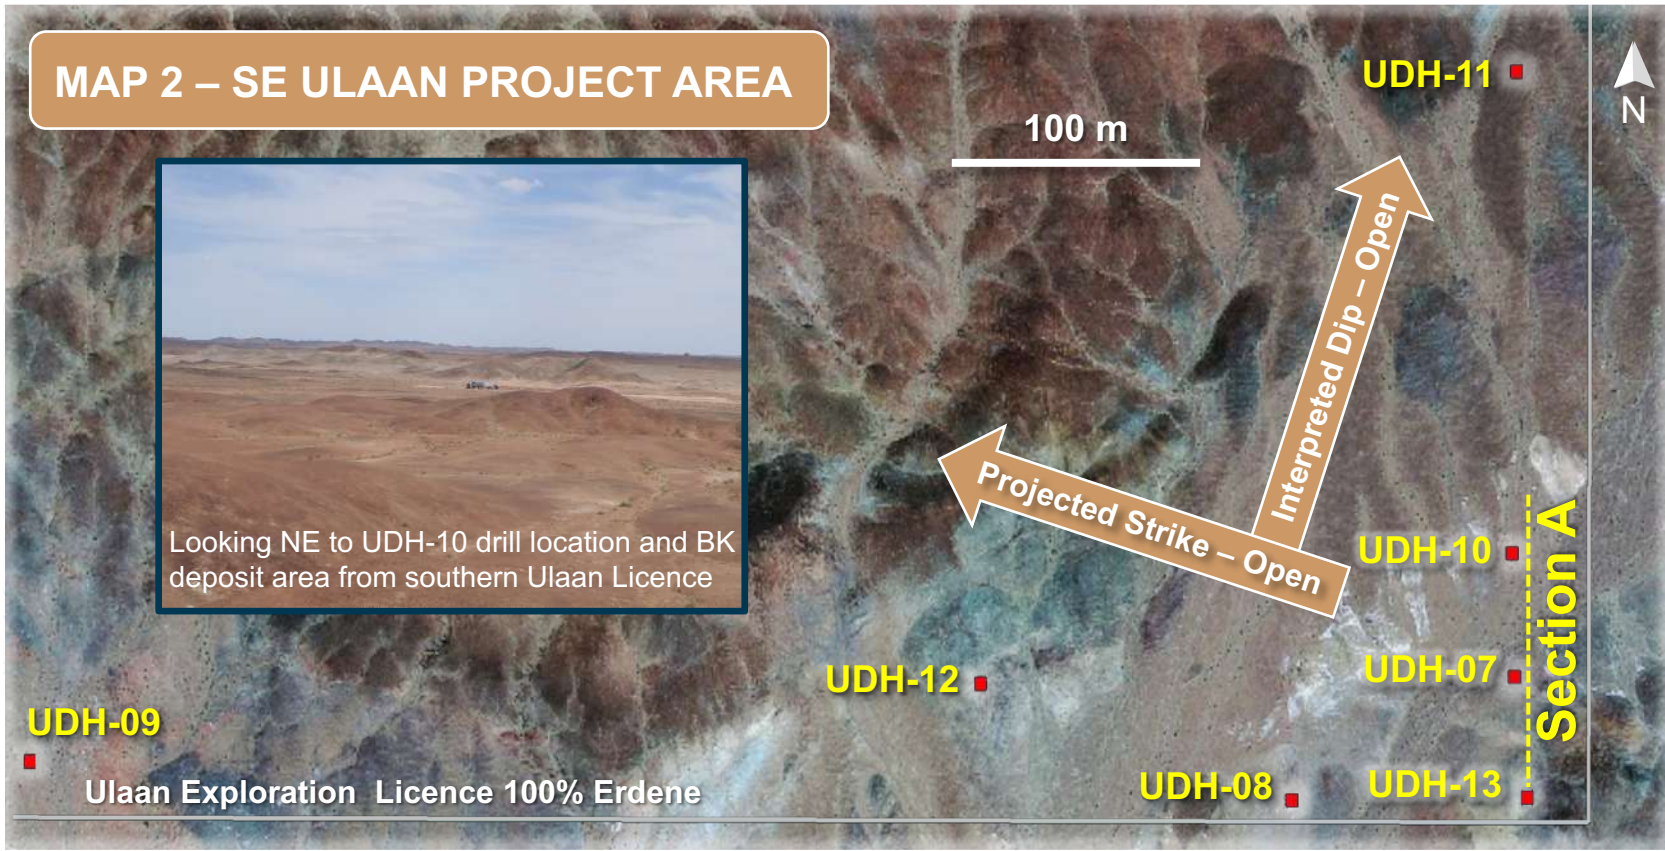 MAP 2 – SE ULAAN PROJECT AREA
UDH-11
N
100 m
Interpreted Dip – Open
Looking NE to UDH-10 drill location and BK
deposit area from southern Ulaan Licence
Projected Strike – Open
UDH-10
Section A
UDH-12
UDH-07
UDH-09
Ulaan Exploration Licence 100% Erdene
UDH-08
UDH-13